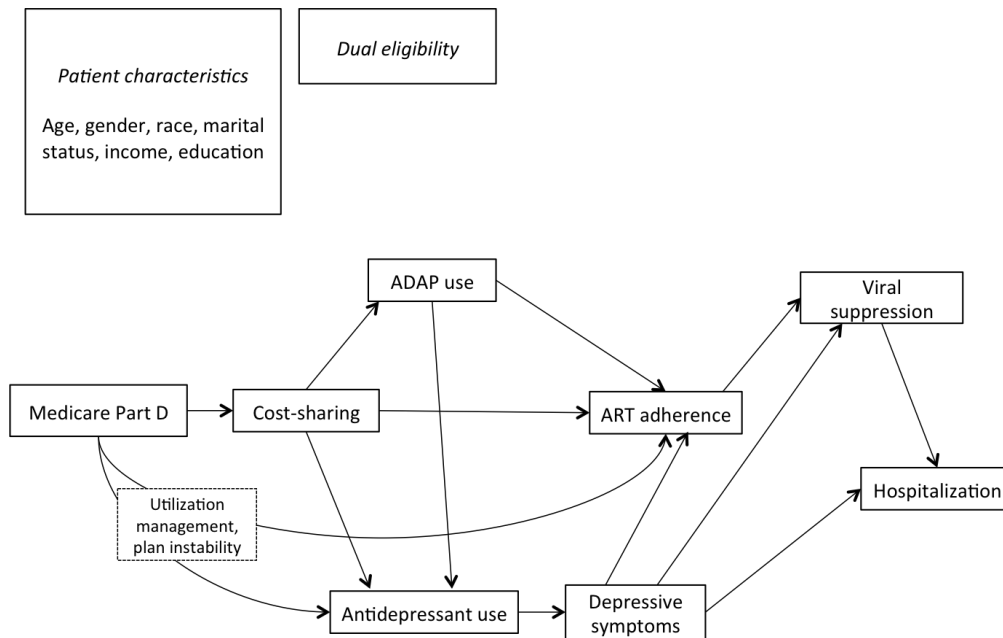 Patient characteristics
Age, gender, race, marital
status, income, education
Dual eligibility
ADAP use
Viral
suppression
Medicare Part D
Cost-sharing
ART adherence
Utilization
management,
plan instability
Hospitalization
Antidepressant use
Depressive
symptoms